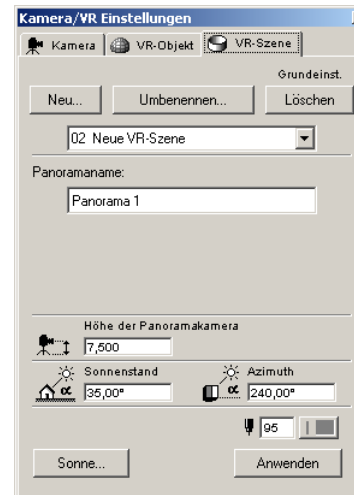 Kamera/VR Einstellungen
Kamera VR-Objekt VR-Szene
Grundeinst.
Neu... Umbenennen... Löschen
02 Neue VR-Szene
Panoramaname:
Panorama 1
Höhe der Panoramakamera
7,500
Sonnenstand Azimuth
α 35,00° α 240,00°
95
Sonne... Anwenden